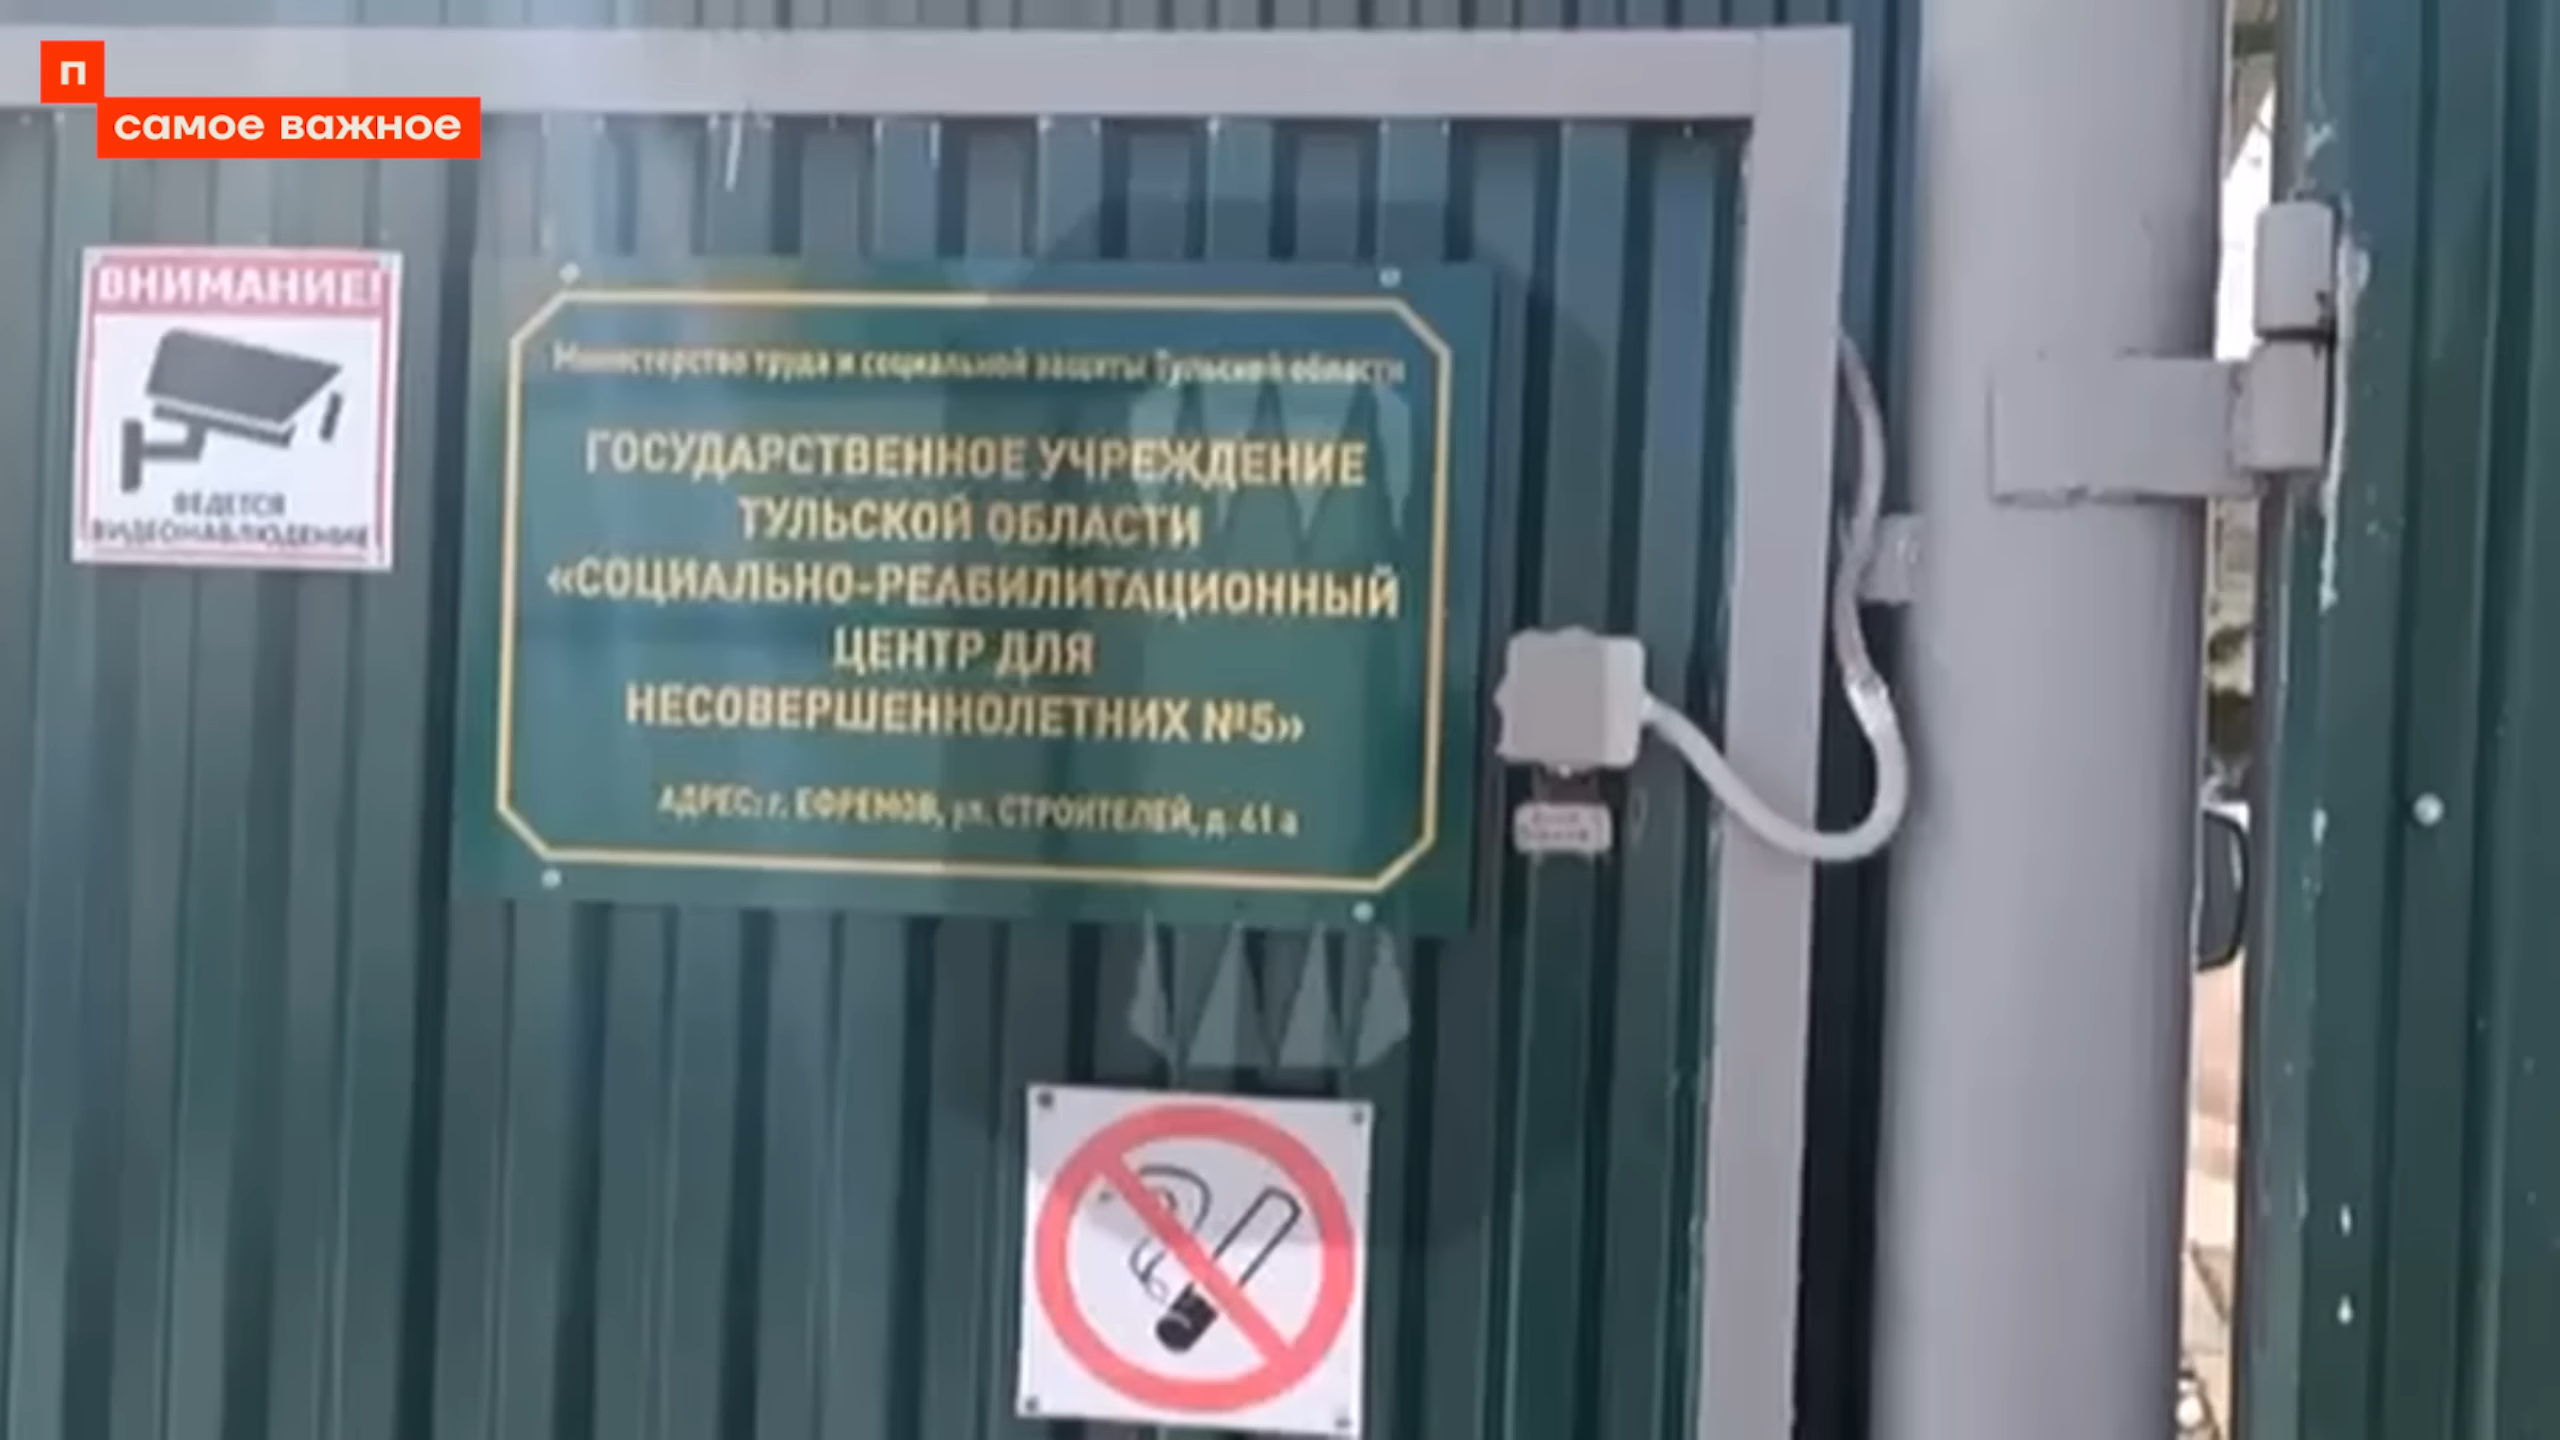 п
самое важное
ВНИМАНИЕ!
ВЕДЕТСЯ
ВИДЕОНАБЛЮДЕНИЕ
Министерство труда и социальной защиты Тульской области
ГОСУДАРСТВЕННОЕ УЧРЕЖДЕНИЕ
ТУЛЬСКОЙ ОБЛАСТИ
«СОЦИАЛЬНО-РЕАБИЛИТАЦИОННЫЙ
ЦЕНТР ДЛЯ
НЕСОВЕРШЕННОЛЕТНИХ №5»
АДРЕС: г. ЕФРЕМОВ, ул. СТРОИТЕЛЕЙ, д. 41 а